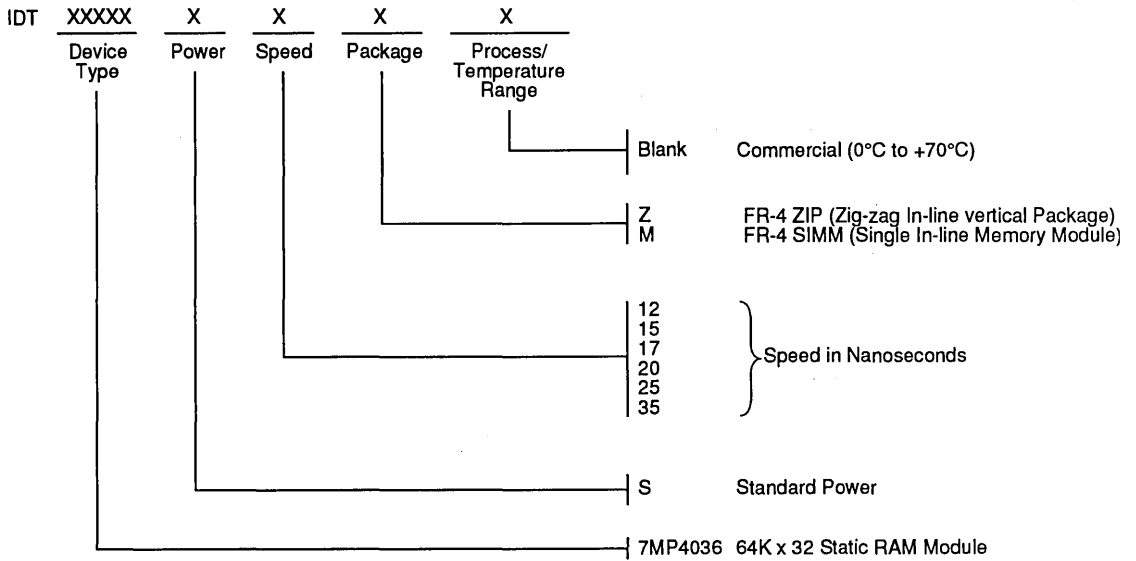 IDT XXXXX X X X X
Device Type Power Speed Package Process/ Temperature Range
Blank Commercial (0°C to +70°C)
Z FR-4 ZIP (Zig-zag In-line vertical Package)
M FR-4 SIMM (Single In-line Memory Module)
12
15
17
20
25
35
Speed in Nanoseconds
S Standard Power
7MP4036 64K x 32 Static RAM Module